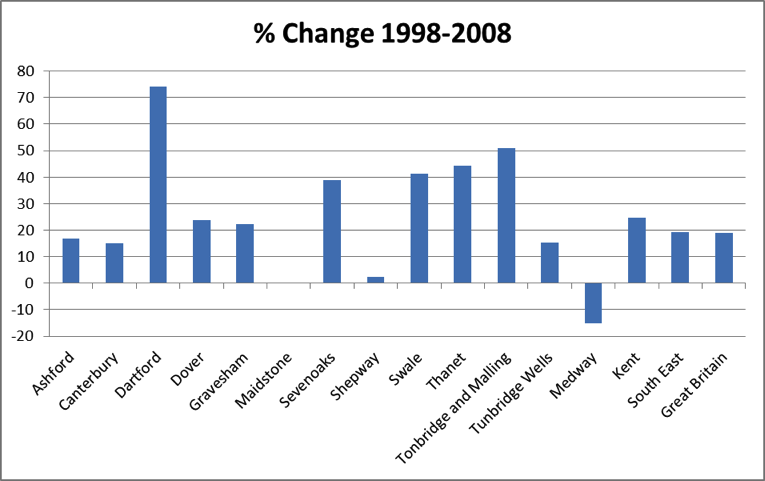 % Change 1998-2008
80
70
60
50
40
30
20
10
0
-10
-20
Ashford
Canterbury
Dartford
Dover
Gravesham
Maidstone
Sevenoaks
Shepway
Swale
Thanet
Tonbridge and Malling
Tunbridge Wells
Medway
Kent
South East
Great Britain